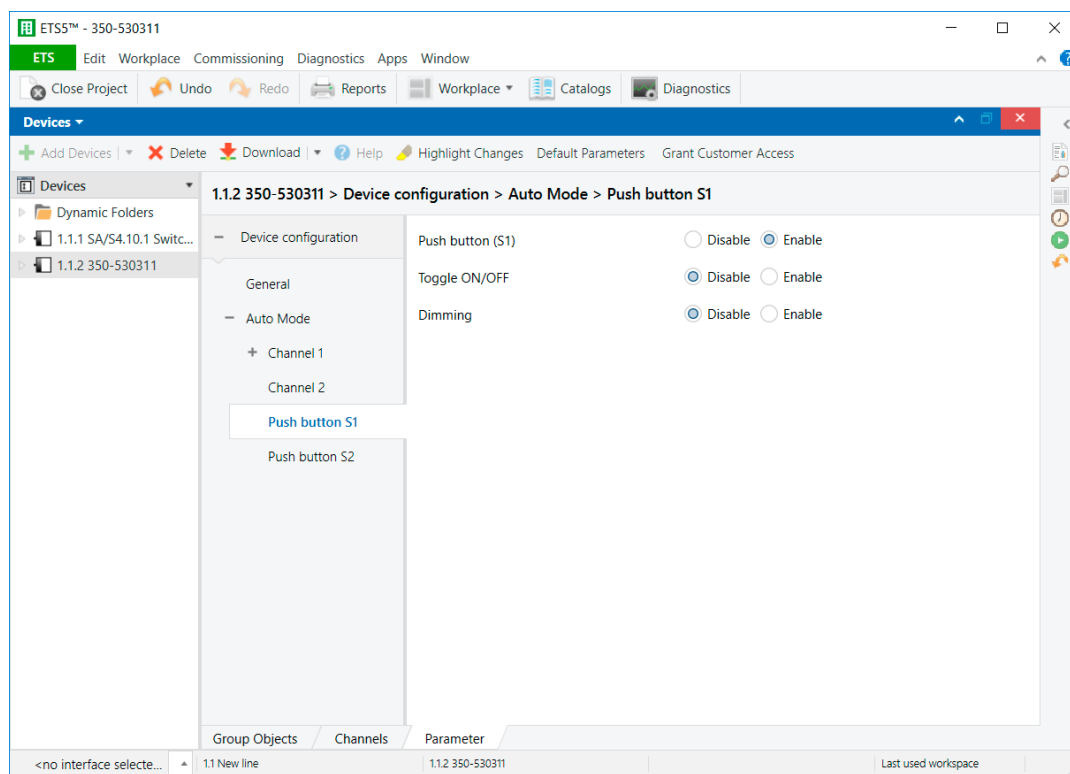 ETS5™ - 350-530311
ETS Edit Workplace Commissioning Diagnostics Apps Window
Close Project Undo Redo Reports Workplace Catalogs Diagnostics
Devices
Add Devices Delete Download Help Highlight Changes Default Parameters Grant Customer Access
Devices
Dynamic Folders
1.1.1 SA/S4.10.1 Switc...
1.1.2 350-530311
1.1.2 350-530311 > Device configuration > Auto Mode > Push button S1
Device configuration
General
Auto Mode
Channel 1
Channel 2
Push button S1
Push button S2
Push button (S1) Disable Enable
Toggle ON/OFF Disable Enable
Dimming Disable Enable
Group Objects Channels Parameter
<no interface selecte... 1.1 New line 1.1.2 350-530311 Last used workspace